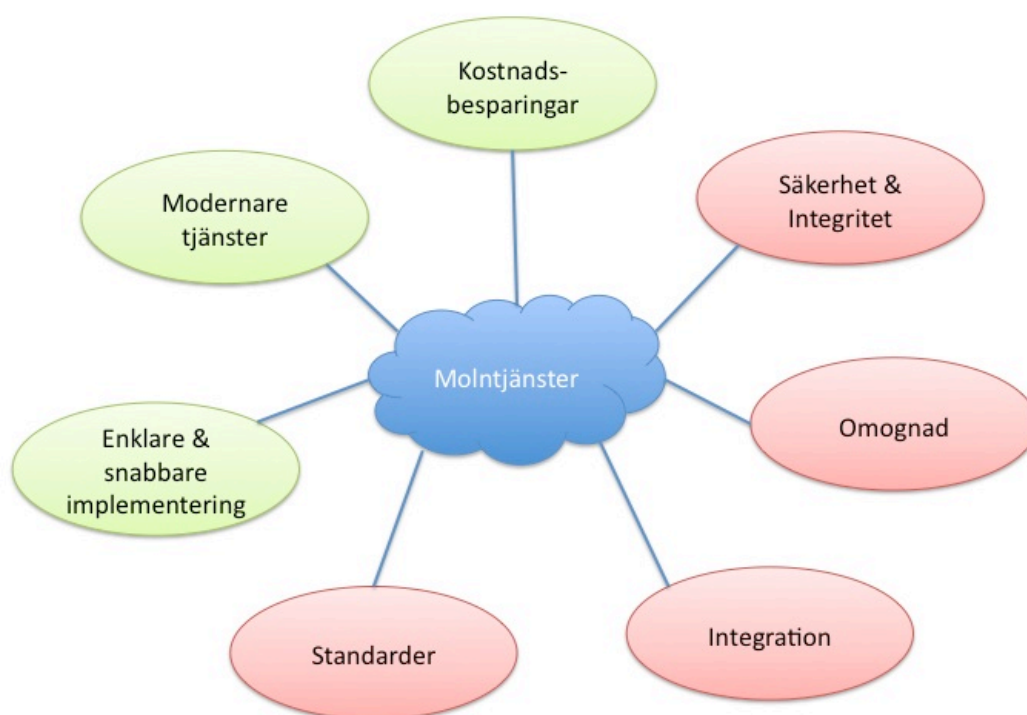 Kostnads-
besparingar
Modernare
tjänster
Säkerhet &
Integritet
Molntjänster
Omognad
Enklare &
snabbare
implementering
Standarder
Integration